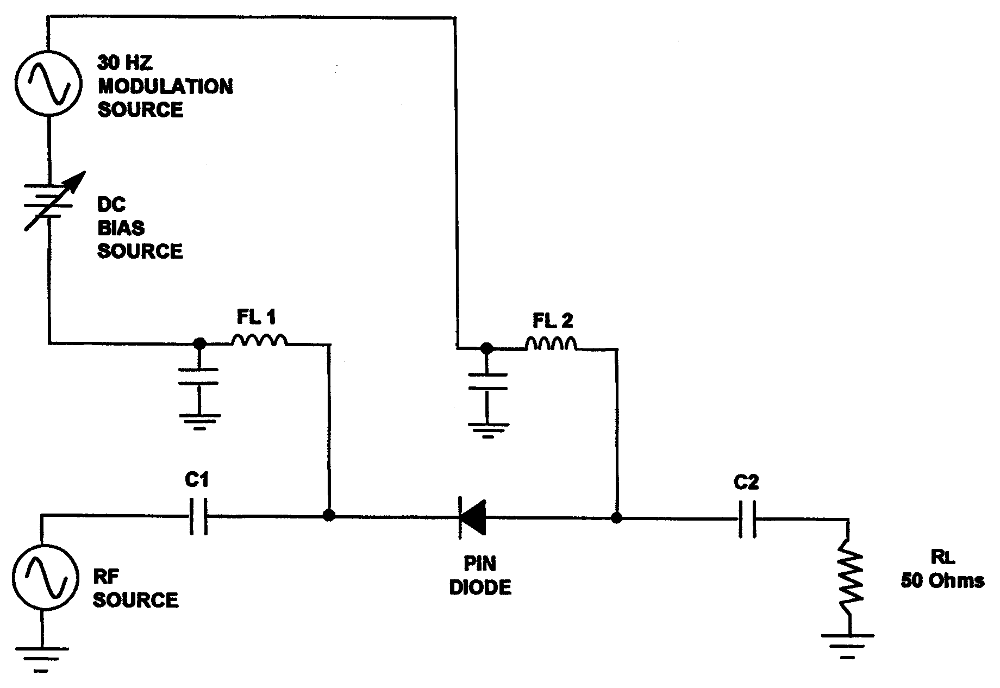 30 HZ
MODULATION
SOURCE
DC
BIAS
SOURCE
FL 1
FL 2
C1
C2
PIN
DIODE
RF
SOURCE
RL
50 Ohms